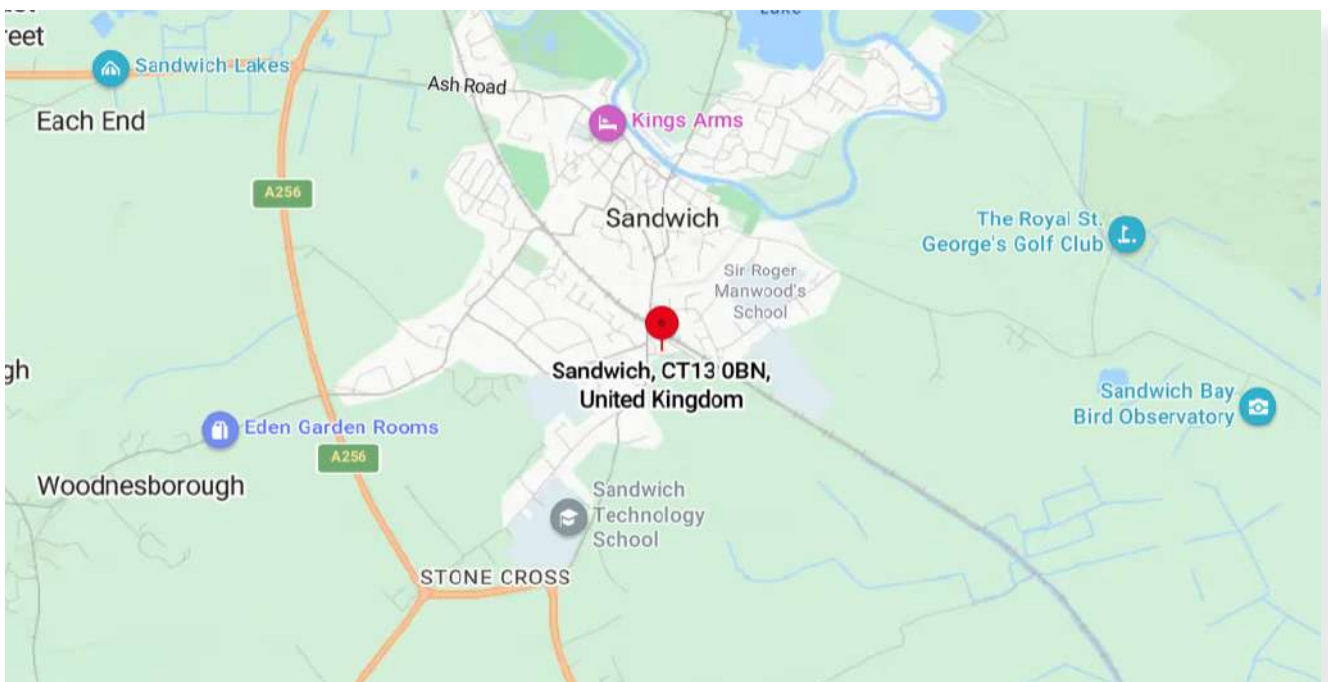 reet
Sandwich Lakes
Ash Road
Each End
Kings Arms
A256
Sandwich
The Royal St.
George's Golf Club
Sir Roger
Manwood's
School
gh
Sandwich, CT13 0BN,
United Kingdom
Sandwich Bay
Bird Observatory
Eden Garden Rooms
A256
Woodnesborough
Sandwich
Technology
School
STONE CROSS